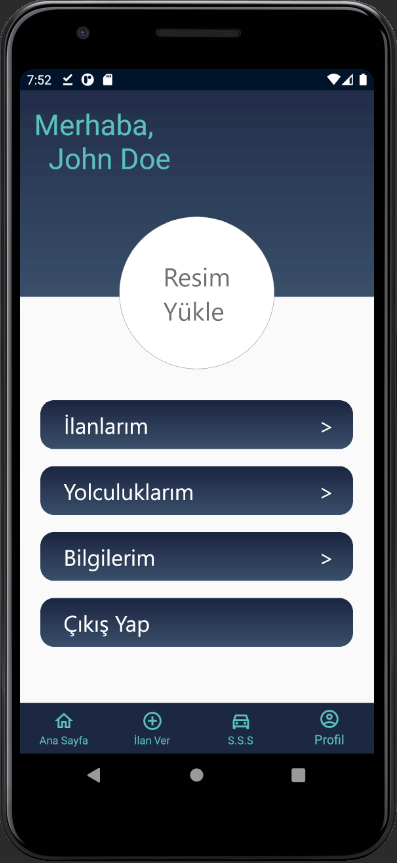 7:52
Merhaba,
John Doe
Resim
Yükle
İlanlarım >
Yolculuklarım >
Bilgilerim >
Çıkış Yap
Ana Sayfa
İlan Ver
S.S.S
Profil